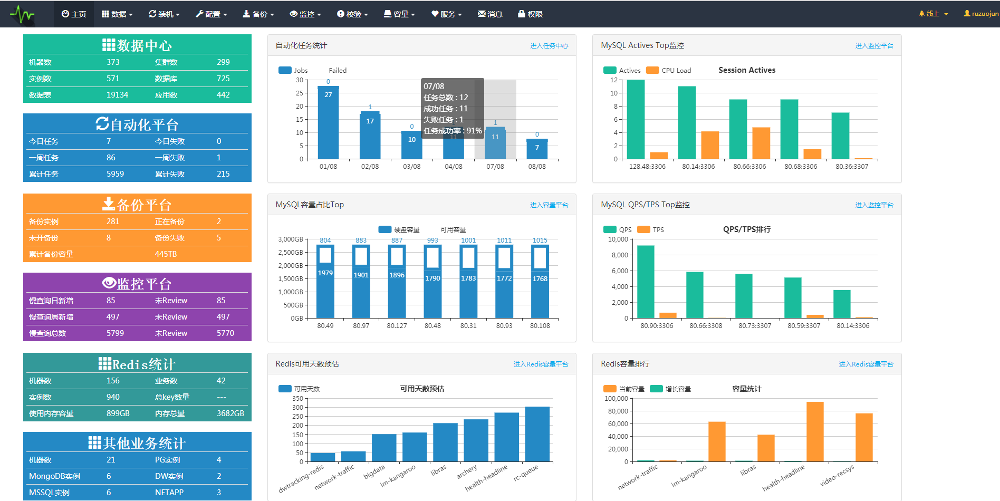 主页 数据 装机 配置 备份 监控 校验 容量 服务 消息 权限 线上 ruzuojun
数据中心
机器数 373 集群数 299
实例数 571 数据库 725
数据表 19134 应用数 442
自动化平台
今日任务 7 今日失败 0
一周任务 86 一周失败 1
累计任务 5959 累计失败 215
备份平台
备份实例 281 正在备份 2
未开备份 8 备份失败 5
累计备份容量 445TB
监控平台
慢查询日新增 85 未Review 85
慢查询周新增 497 未Review 497
慢查询总数 5799 未Review 5770
Redis统计
机器数 156 业务数 42
实例数 940 总key数量 ---
使用内存容量 899GB 内存总量 3682GB
其他业务统计
机器数 21 PG实例 4
MongoDB实例 6 DW实例 2
MSSQL实例 6 NETAPP 3
自动化任务统计 进入任务中心
Jobs Failed
30
25
20
15
10
5
0
0 1 0 1 1 0
27 17 10 11 11 7
07/08
任务总数 : 12
成功任务 : 11
失败任务 : 1
任务成功率 : 91%
01/08 02/08 03/08 04/08 07/08 08/08
MySQL Actives Top监控 进入监控平台
Actives CPU Load Session Actives
12
10
8
6
4
2
0
128.48:3306 80.14:3306 80.66:3306 80.68:3306 80.36:3307
MySQL容量占比Top 进入容量平台
硬盘容量 可用容量
3,000GB
2,500GB
2,000GB
1,500GB
1,000GB
500GB
0GB
804 883 887 993 1001 1011 1015
1979 1901 1896 1790 1783 1772 1768
80.49 80.97 80.127 80.48 80.31 80.93 80.108
MySQL QPS/TPS Top监控 进入监控平台
QPS TPS QPS/TPS排行
10,000
8,000
6,000
4,000
2,000
0
80.90:3306 80.66:3308 80.73:3307 80.59:3307 80.14:3306
Redis可用天数预估 进入Redis容量平台
可用天数 可用天数预估
350
300
250
200
150
100
50
0
dwtracking-redis network-traffic bigdata im-kangaroo libras archery health-headline rc-queue
Redis容量排行 进入Redis容量平台
当前容量 增长容量 容量统计
100,000
80,000
60,000
40,000
20,000
0
network-traffic im-kangaroo libras health-headline video-recsys